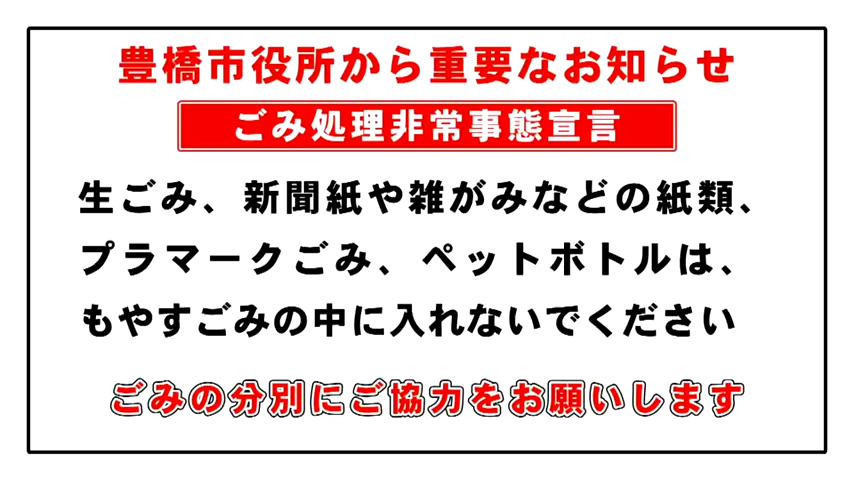 豊橋市役所から重要なお知らせ
ごみ処理非常事態宣言
生ごみ、新聞紙や雑がみなどの紙類、
プラマークごみ、ペットボトルは、
もやすごみの中に入れないでください
ごみの分別にご協力をお願いします